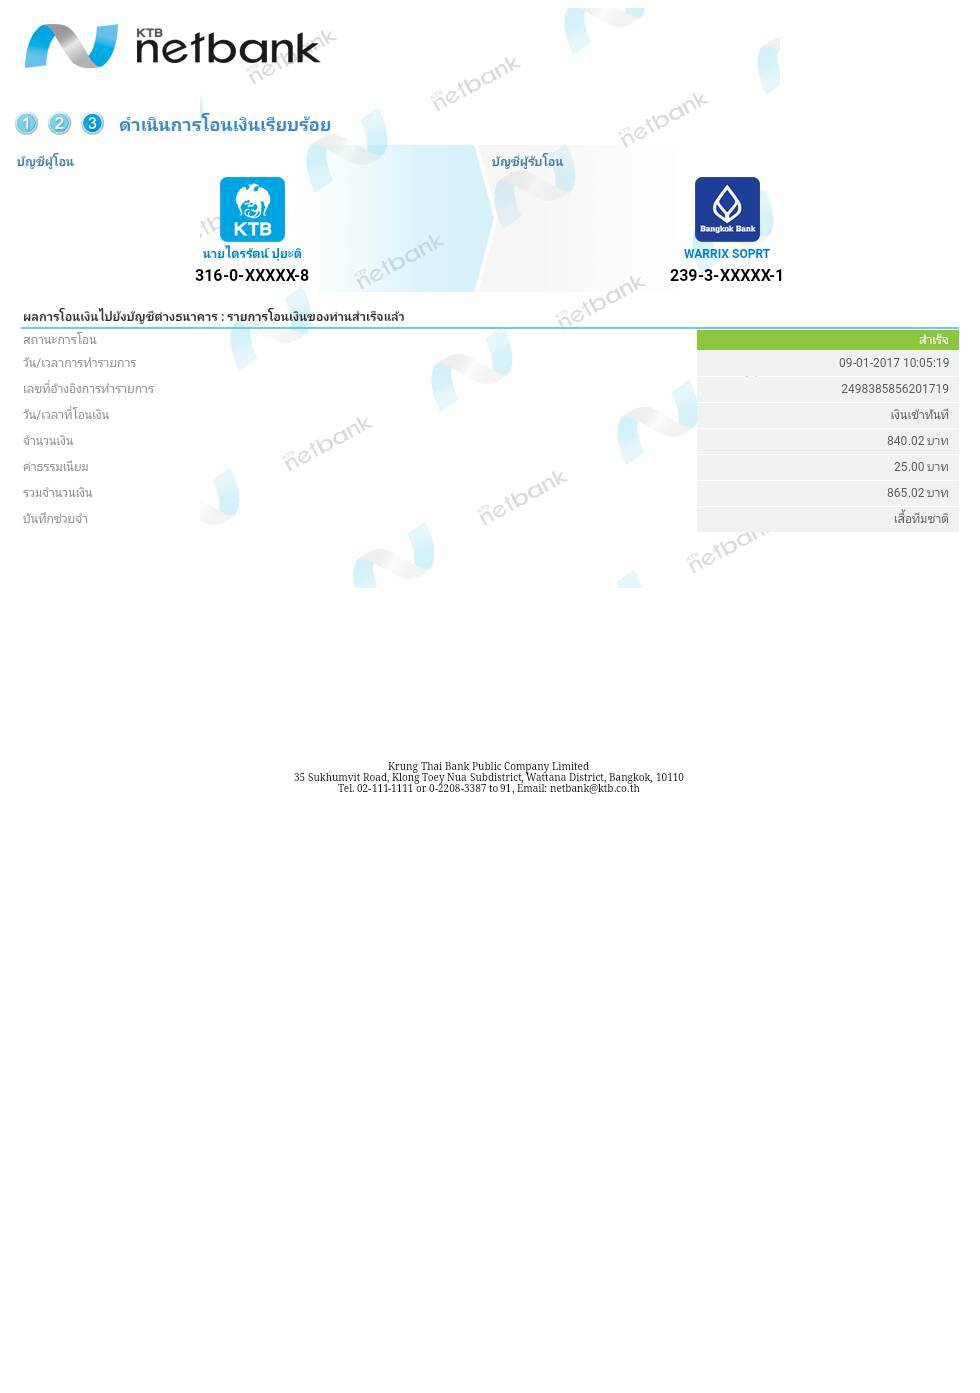 KTB
netbank
1 2 3 ดำเนินการโอนเงินเรียบร้อย
บัญชีผู้โอน บัญชีผู้รับโอน
KTB Bangkok Bank
นายไตรรัตน์ ปุ่ยะติ WARRIX SOPRT
316-0-XXXXX-8 239-3-XXXXX-1
ผลการโอนเงินไปยังบัญชีต่างธนาคาร : รายการโอนเงินของท่านสำเร็จแล้ว
สถานะการโอน สำเร็จ
วัน/เวลาการทำรายการ 09-01-2017 10:05:19
เลขที่อ้างอิงการทำรายการ 2498385856201719
วัน/เวลาที่โอนเงิน เงินเข้าทันที
จำนวนเงิน 840.02 บาท
ค่าธรรมเนียม 25.00 บาท
รวมจำนวนเงิน 865.02 บาท
บันทึกช่วยจำ เสื้อทีมชาติ
Krung Thai Bank Public Company Limited
35 Sukhumvit Road, Klong Toey Nua Subdistrict, Wattana District, Bangkok, 10110
Tel. 02-111-1111 or 0-2208-3387 to 91, Email: netbank@ktb.co.th